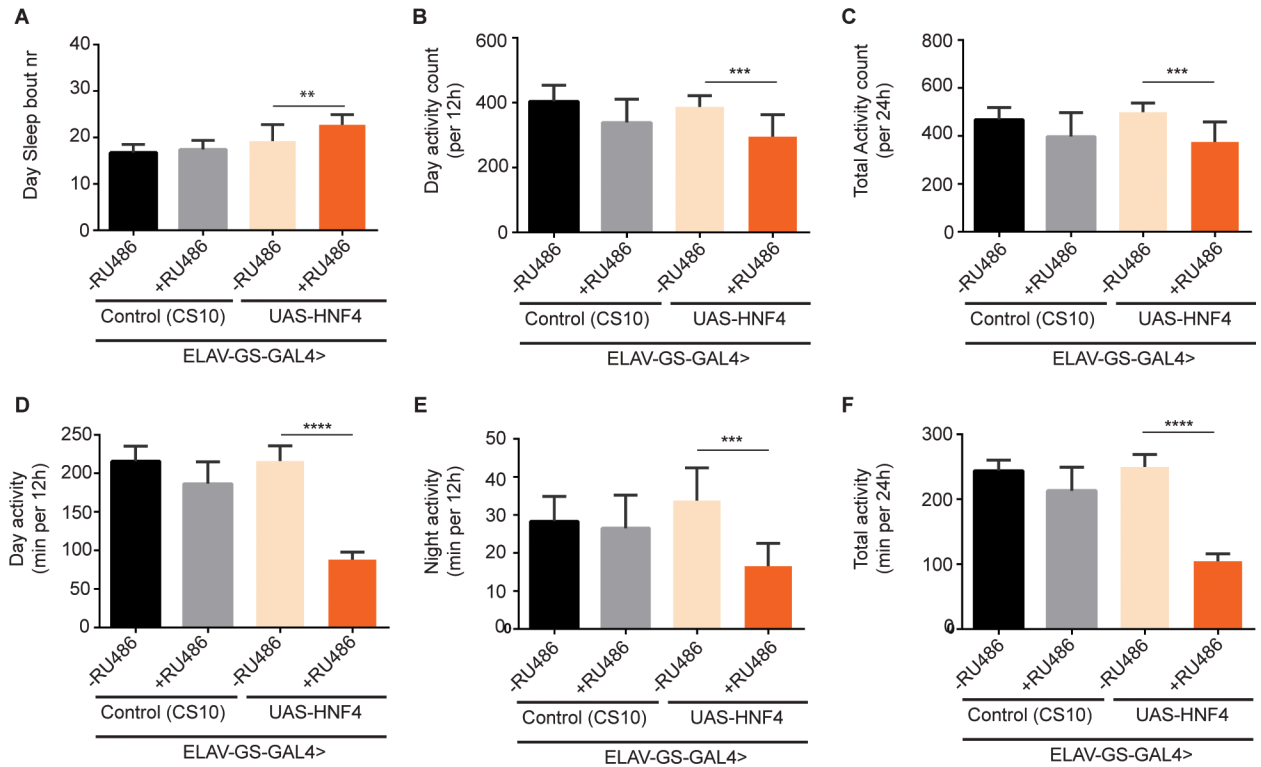 A
Day Sleep bout nr
40
30
20
10
0
**
-RU486
+RU486
-RU486
+RU486
Control (CS10)
UAS-HNF4
ELAV-GS-GAL4>
B
Day activity count
(per 12h)
600
400
200
0
***
-RU486
+RU486
-RU486
+RU486
Control (CS10)
UAS-HNF4
ELAV-GS-GAL4>
C
Total Activity count
(per 24h)
800
600
400
200
0
***
-RU486
+RU486
-RU486
+RU486
Control (CS10)
UAS-HNF4
ELAV-GS-GAL4>
D
Day activity
(min per 12h)
250
200
150
100
50
0
****
-RU486
+RU486
-RU486
+RU486
Control (CS10)
UAS-HNF4
ELAV-GS-GAL4>
E
Night activity
(min per 12h)
50
40
30
20
10
0
***
-RU486
+RU486
-RU486
+RU486
Control (CS10)
UAS-HNF4
ELAV-GS-GAL4>
F
Total activity
(min per 24h)
300
200
100
0
****
-RU486
+RU486
-RU486
+RU486
Control (CS10)
UAS-HNF4
ELAV-GS-GAL4>